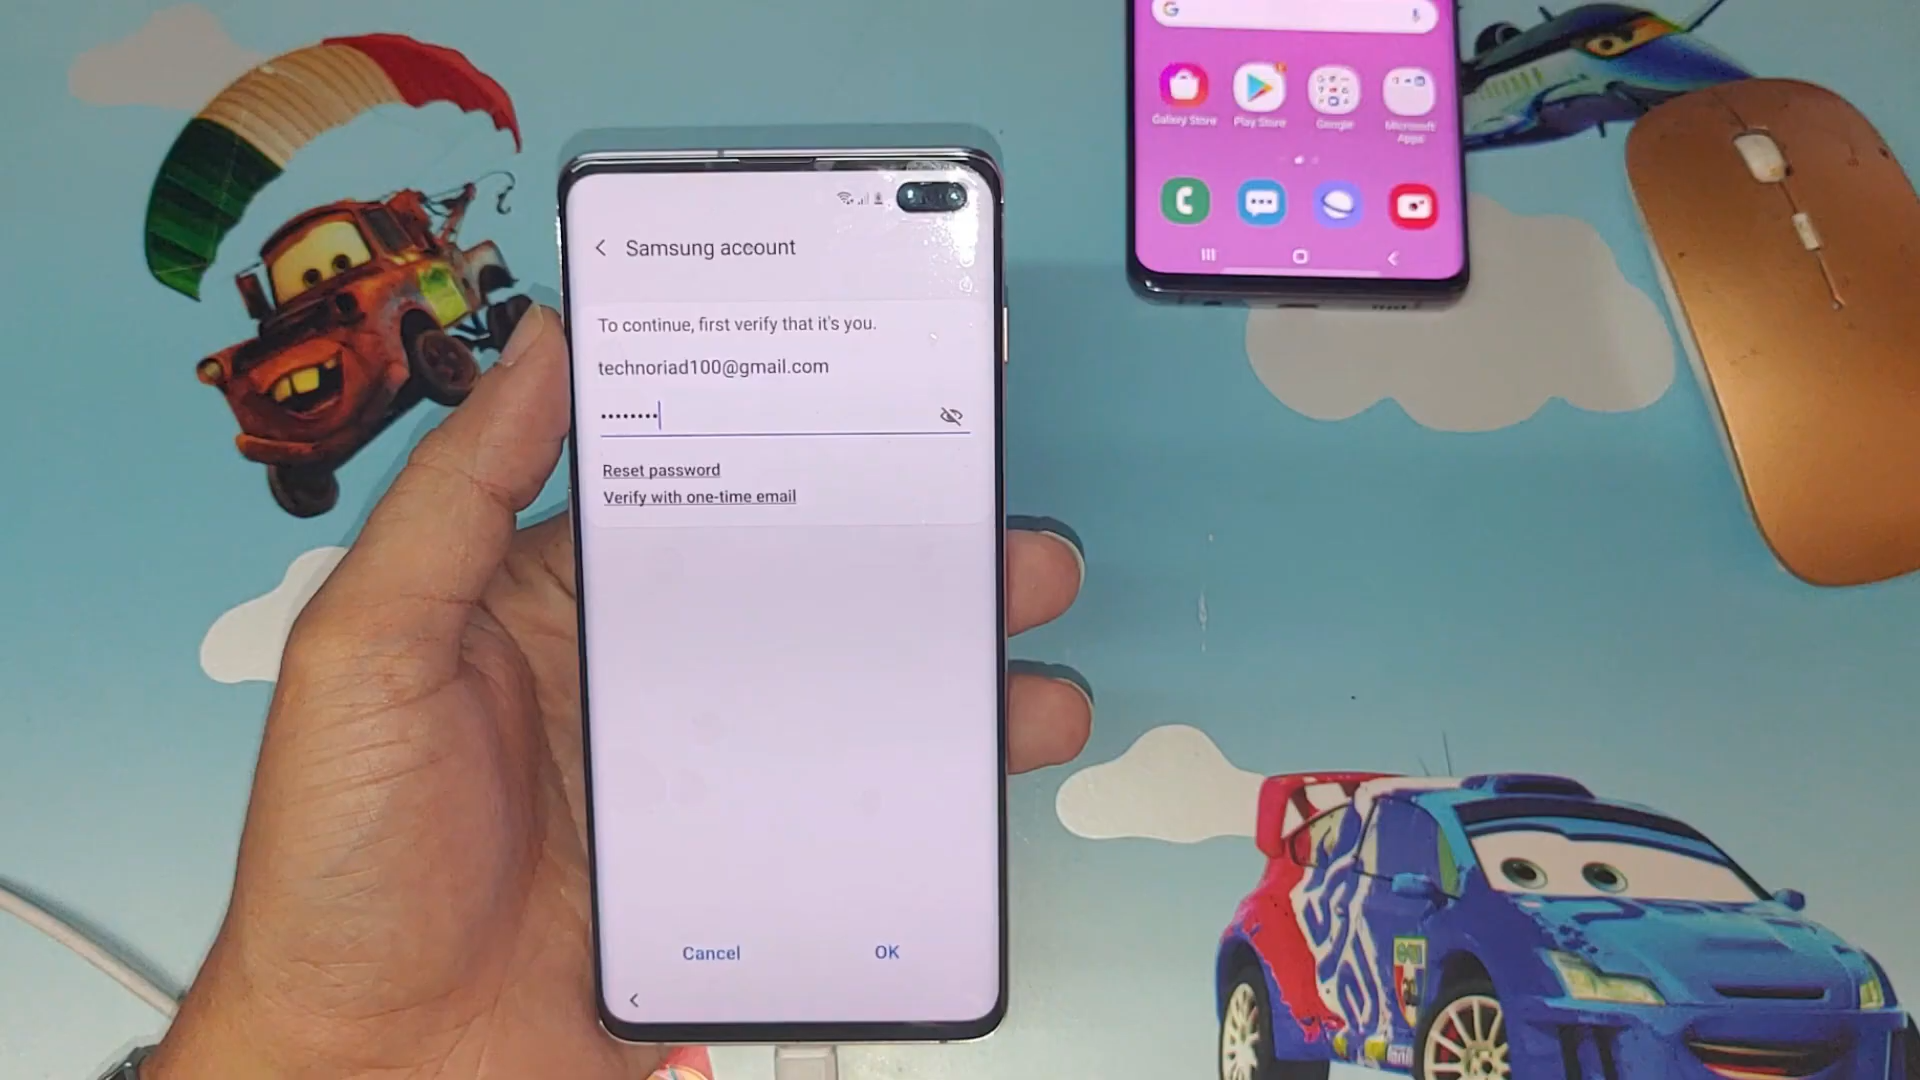 Samsung account
To continue, first verify that it's you.
technoriad100@gmail.com
Reset password
Verify with one-time email
Cancel
OK
Gallery Store
Play Store
Google
Microsoft
Apps